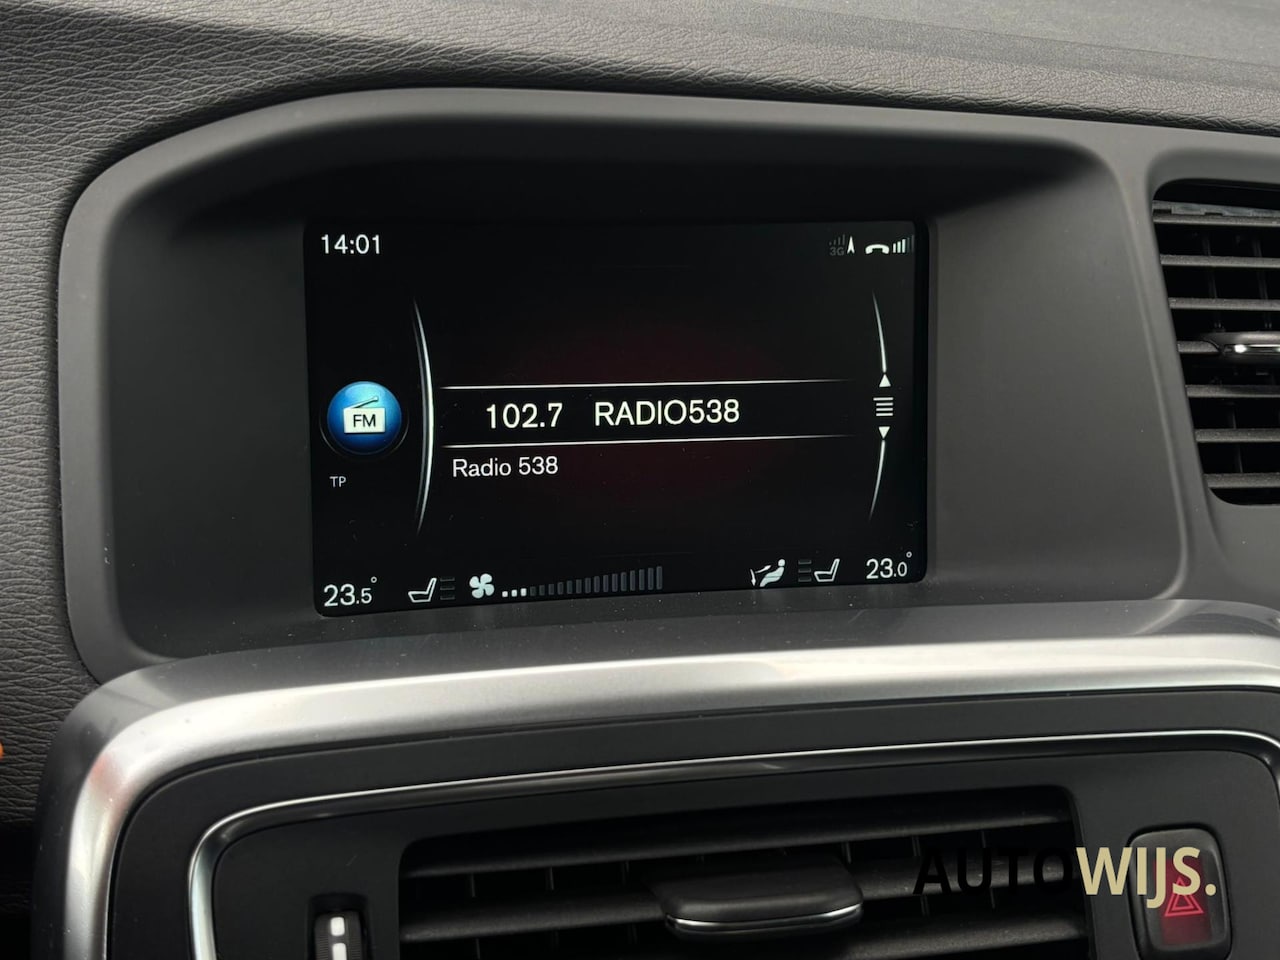 14:01
3G
FM
102.7 RADIO538
Radio 538
TP
23.5° 23.0°
AUTOWIJS.